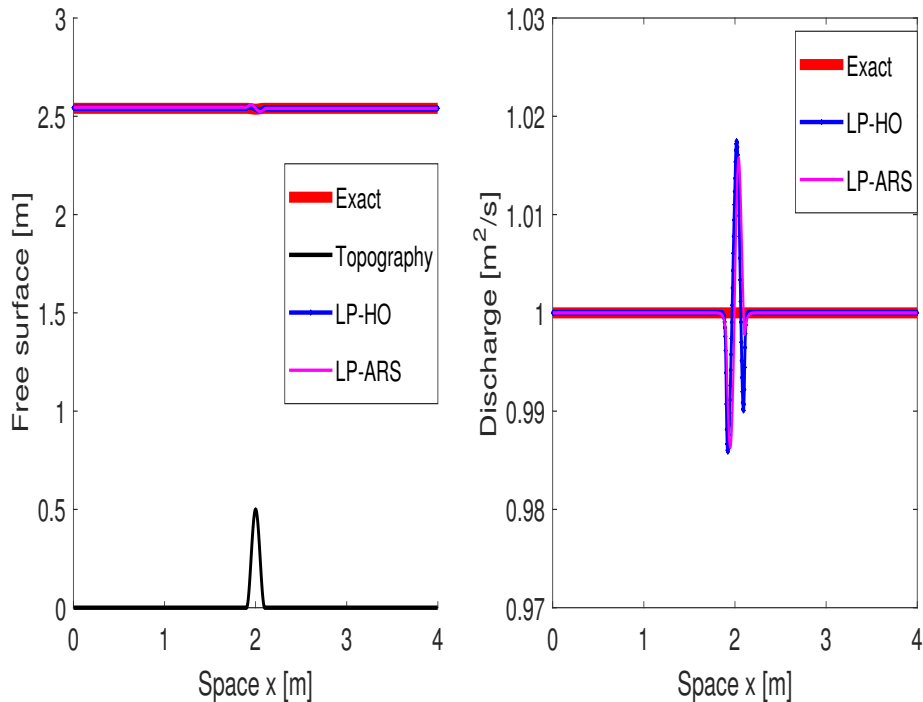 3
2.5
2
1.5
1
0.5
0
0 1 2 3 4
Free surface [m]
Space x [m]
Exact
Topography
LP-HO
LP-ARS
1.03
1.02
1.01
1
0.99
0.98
0.97
0 1 2 3 4
Discharge [m²/s]
Space x [m]
Exact
LP-HO
LP-ARS